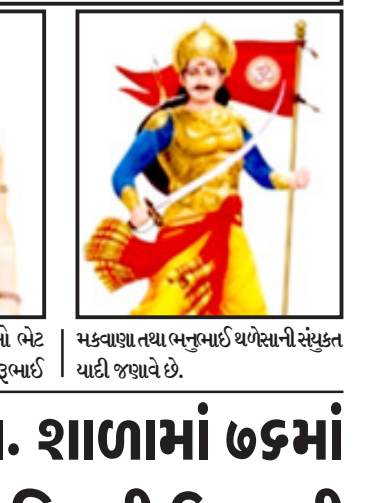 ભેટ
રૂભાઈ
મકવાણા તથા ભનુભાઈ થળેસાની સંયુક્ત
યાદી જણાવે છે.
. શાળામાં ૭૬માં